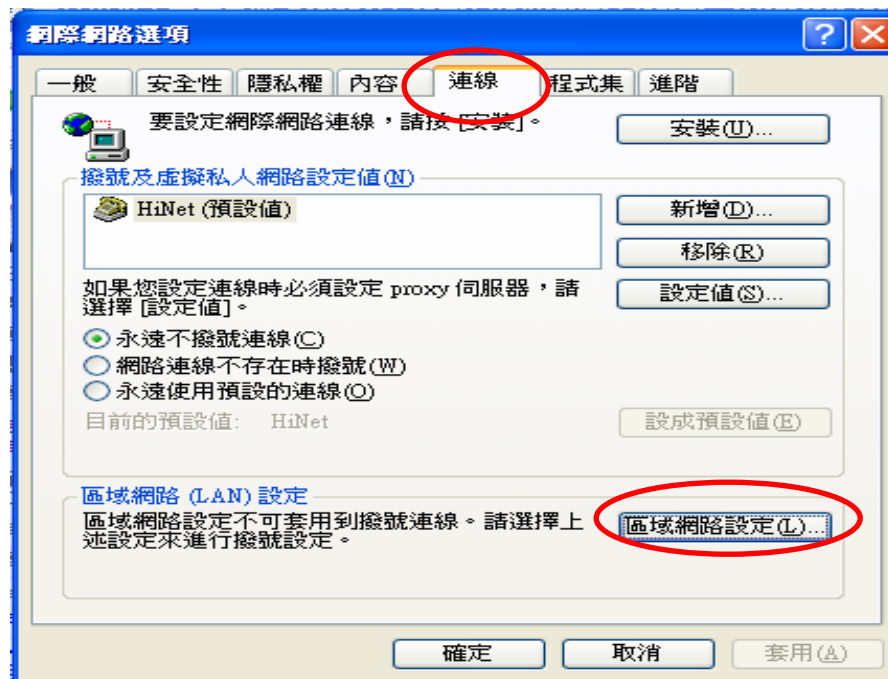 網際網路選項
一般 安全性 隱私權 內容 連線 程式集 進階
要設定網際網路連線，請按 [安裝]。
安裝(U)...
撥號及虛擬私人網路設定值(N)
HiNet (預設值)
新增(D)...
移除(R)
如果您設定連線時必須設定 proxy 伺服器，請
選擇 [設定值]。
設定值(S)...
永遠不撥號連線(C)
網路連線不存在時撥號(W)
永遠使用預設的連線(O)
目前的預設值: HiNet
設成預設值(E)
區域網路 (LAN) 設定
區域網路設定不可套用到撥號連線。請選擇上
述設定來進行撥號設定。
區域網路設定(L)...
確定 取消 套用(A)